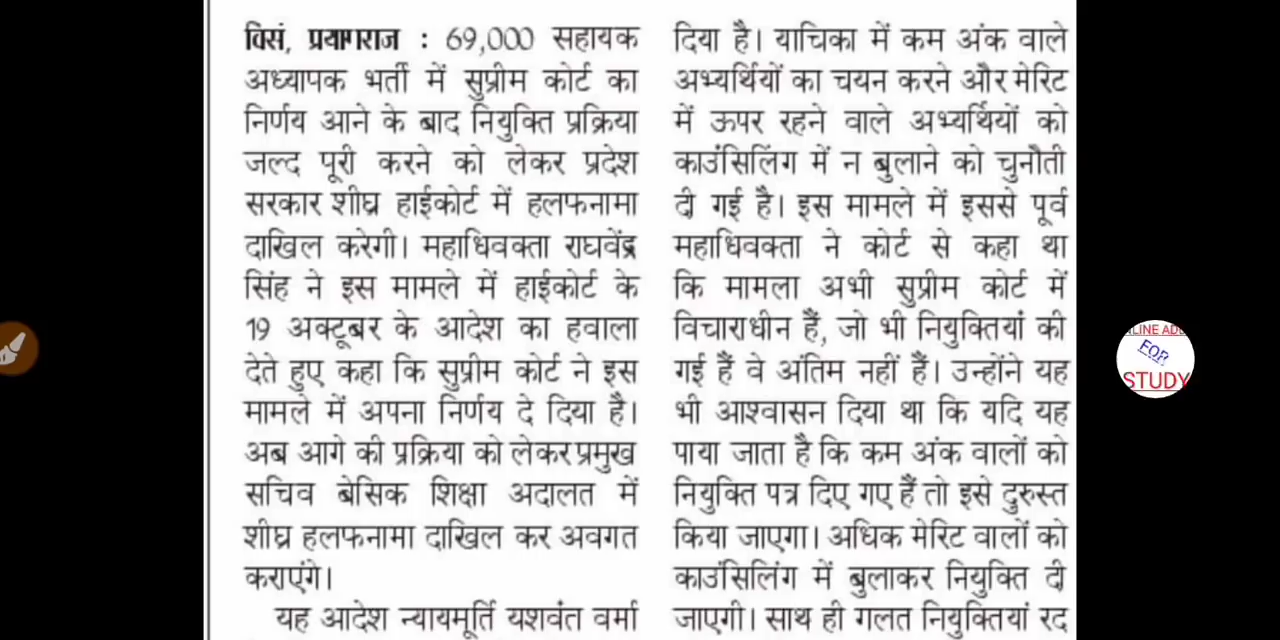 विसं, प्रयागराज : 69,000 सहायक
अध्यापक भर्ती में सुप्रीम कोर्ट का
निर्णय आने के बाद नियुक्ति प्रक्रिया
जल्द पूरी करने को लेकर प्रदेश
सरकार शीघ्र हाईकोर्ट में हलफनामा
दाखिल करेगी। महाधिवक्ता राघवेंद्र
सिंह ने इस मामले में हाईकोर्ट के
19 अक्टूबर के आदेश का हवाला
देते हुए कहा कि सुप्रीम कोर्ट ने इस
मामले में अपना निर्णय दे दिया है।
अब आगे की प्रक्रिया को लेकर प्रमुख
सचिव बेसिक शिक्षा अदालत में
शीघ्र हलफनामा दाखिल कर अवगत
कराएंगे।
यह आदेश न्यायमूर्ति यशवंत वर्मा
दिया है। याचिका में कम अंक वाले
अभ्यर्थियों का चयन करने और मेरिट
में ऊपर रहने वाले अभ्यर्थियों को
काउंसिलिंग में न बुलाने को चुनौती
दी गई है। इस मामले में इससे पूर्व
महाधिवक्ता ने कोर्ट से कहा था
कि मामला अभी सुप्रीम कोर्ट में
विचाराधीन हैं, जो भी नियुक्तियां की
गई हैं वे अंतिम नहीं हैं। उन्होंने यह
भी आश्वासन दिया था कि यदि यह
पाया जाता है कि कम अंक वालों को
नियुक्ति पत्र दिए गए हैं तो इसे दुरुस्त
किया जाएगा। अधिक मेरिट वालों को
काउंसिलिंग में बुलाकर नियुक्ति दी
जाएगी। साथ ही गलत नियुक्तियां रद
FOR
STUDY